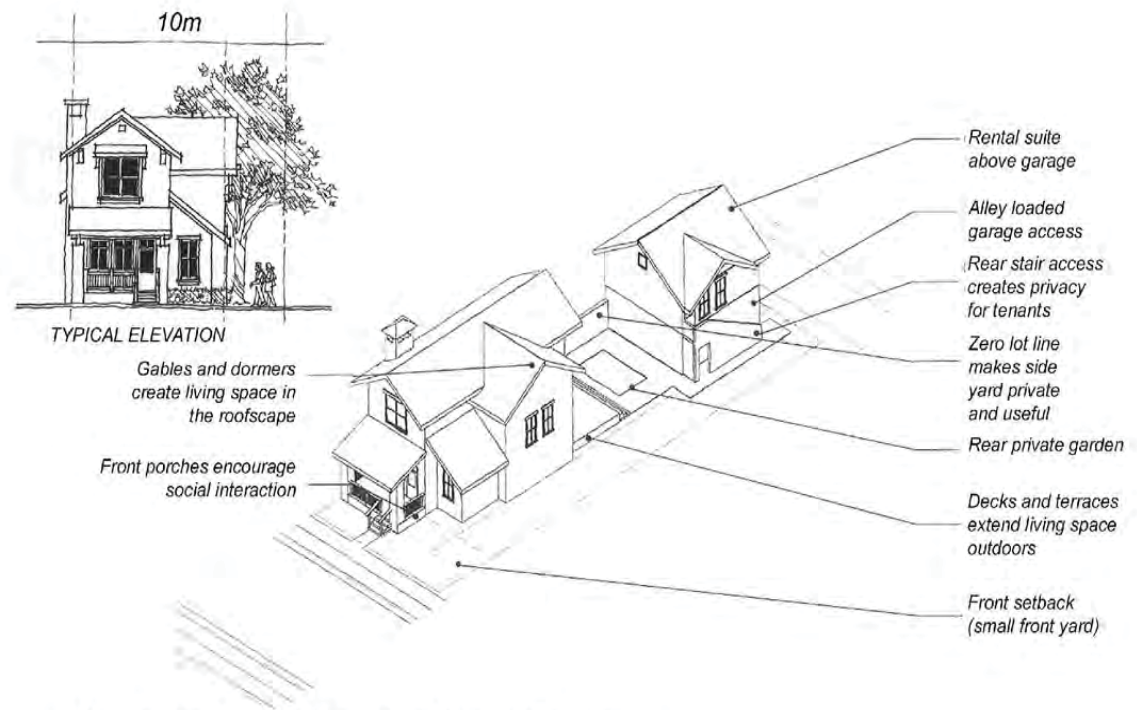 10m
TYPICAL ELEVATION
Gables and dormers
create living space in
the roofscape
Front porches encourage
social interaction
Rental suite
above garage
Alley loaded
garage access
Rear stair access
creates privacy
for tenants
Zero lot line
makes side
yard private
and useful
Rear private garden
Decks and terraces
extend living space
outdoors
Front setback
(small front yard)